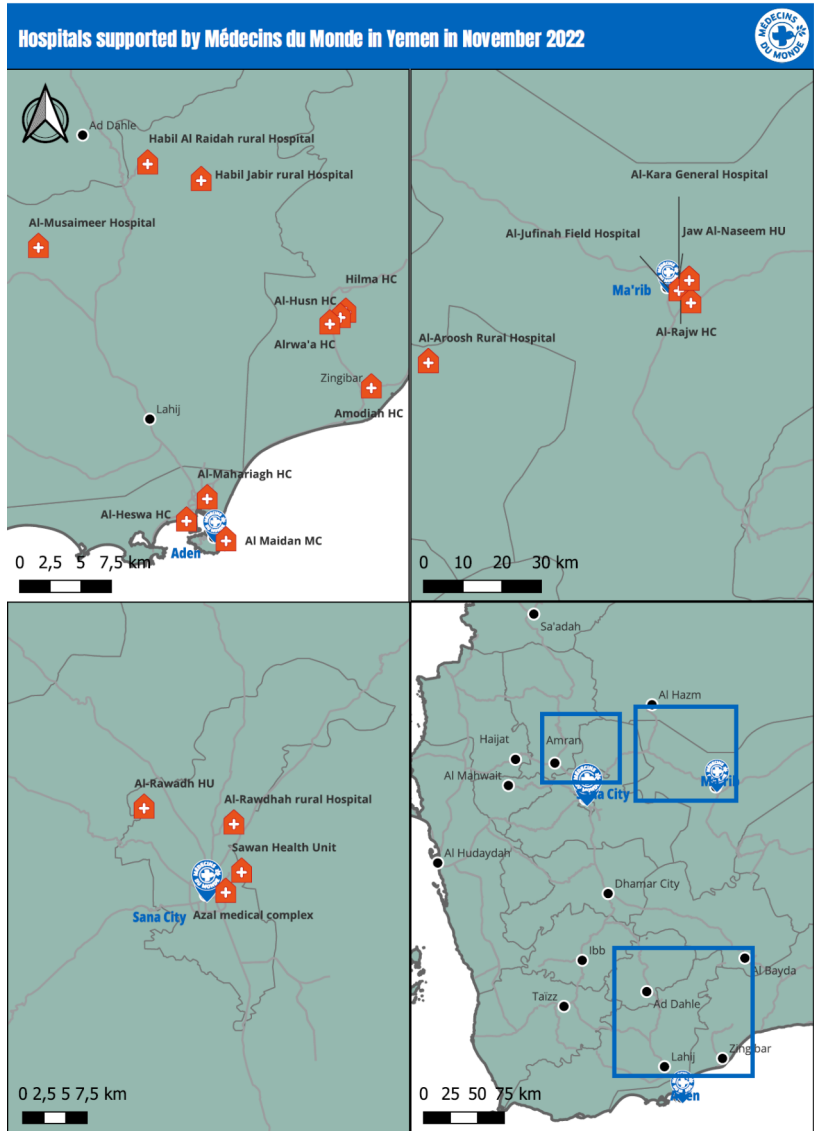 Hospitals supported by Médecins du Monde in Yemen in November 2022
MÉDECINS
DU MONDE
Ad Dahle
Habil Al Raidah rural Hospital
Habil Jabir rural Hospital
Al-Musaimeer Hospital
Hilma HC
Al-Husn HC
Alrwa'a HC
Zingibar
Amodiah HC
Lahij
Al-Mahariagh HC
Al-Heswa HC
Al Maidan MC
Aden
0 2,5 5 7,5 km
Al-Kara General Hospital
Al-Jufinah Field Hospital
Jaw Al-Naseem HU
Ma'rib
Al-Rajw HC
Al-Aroosh Rural Hospital
0 10 20 30 km
Al-Rawadh HU
Al-Rawdhah rural Hospital
Sawan Health Unit
Sana City
Azal medical complex
0 2,5 5 7,5 km
Sa'adah
Al Hazm
Haijat
Amran
Al Mahwait
Sana City
Ma'rib
Al Hudaydah
Dhamar City
Ibb
Al Bayda
Taïzz
Ad Dahle
Lahij
Zingibar
Aden
0 25 50 75 km